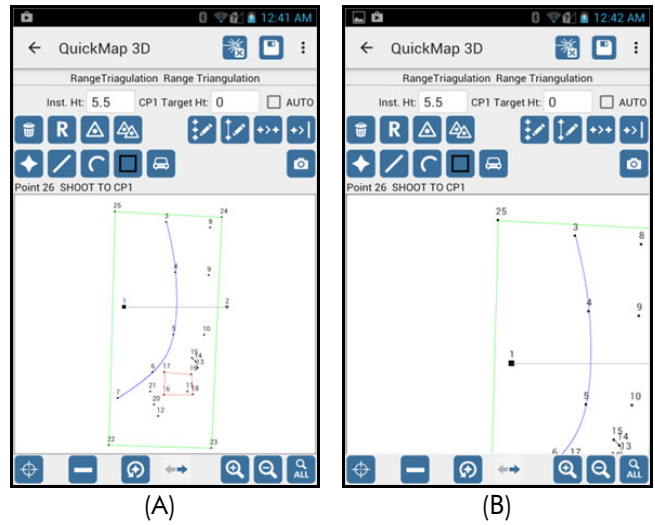 12:41 AM
QuickMap 3D
RangeTriagulation Range Triangulation
Inst. Ht: 5.5 CP1 Target Ht: 0 AUTO
R
Point 26 SHOOT TO CP1
25
3
24
8
4
9
1
2
5
10
15
14
13
6
17
19
7
21
16
11
18
20
12
22
23
ALL
(A)
12:42 AM
QuickMap 3D
RangeTriagulation Range Triangulation
Inst. Ht: 5.5 CP1 Target Ht: 0 AUTO
R
Point 26 SHOOT TO CP1
25
3
8
4
9
1
5
10
15
14
13
6
17
ALL
(B)